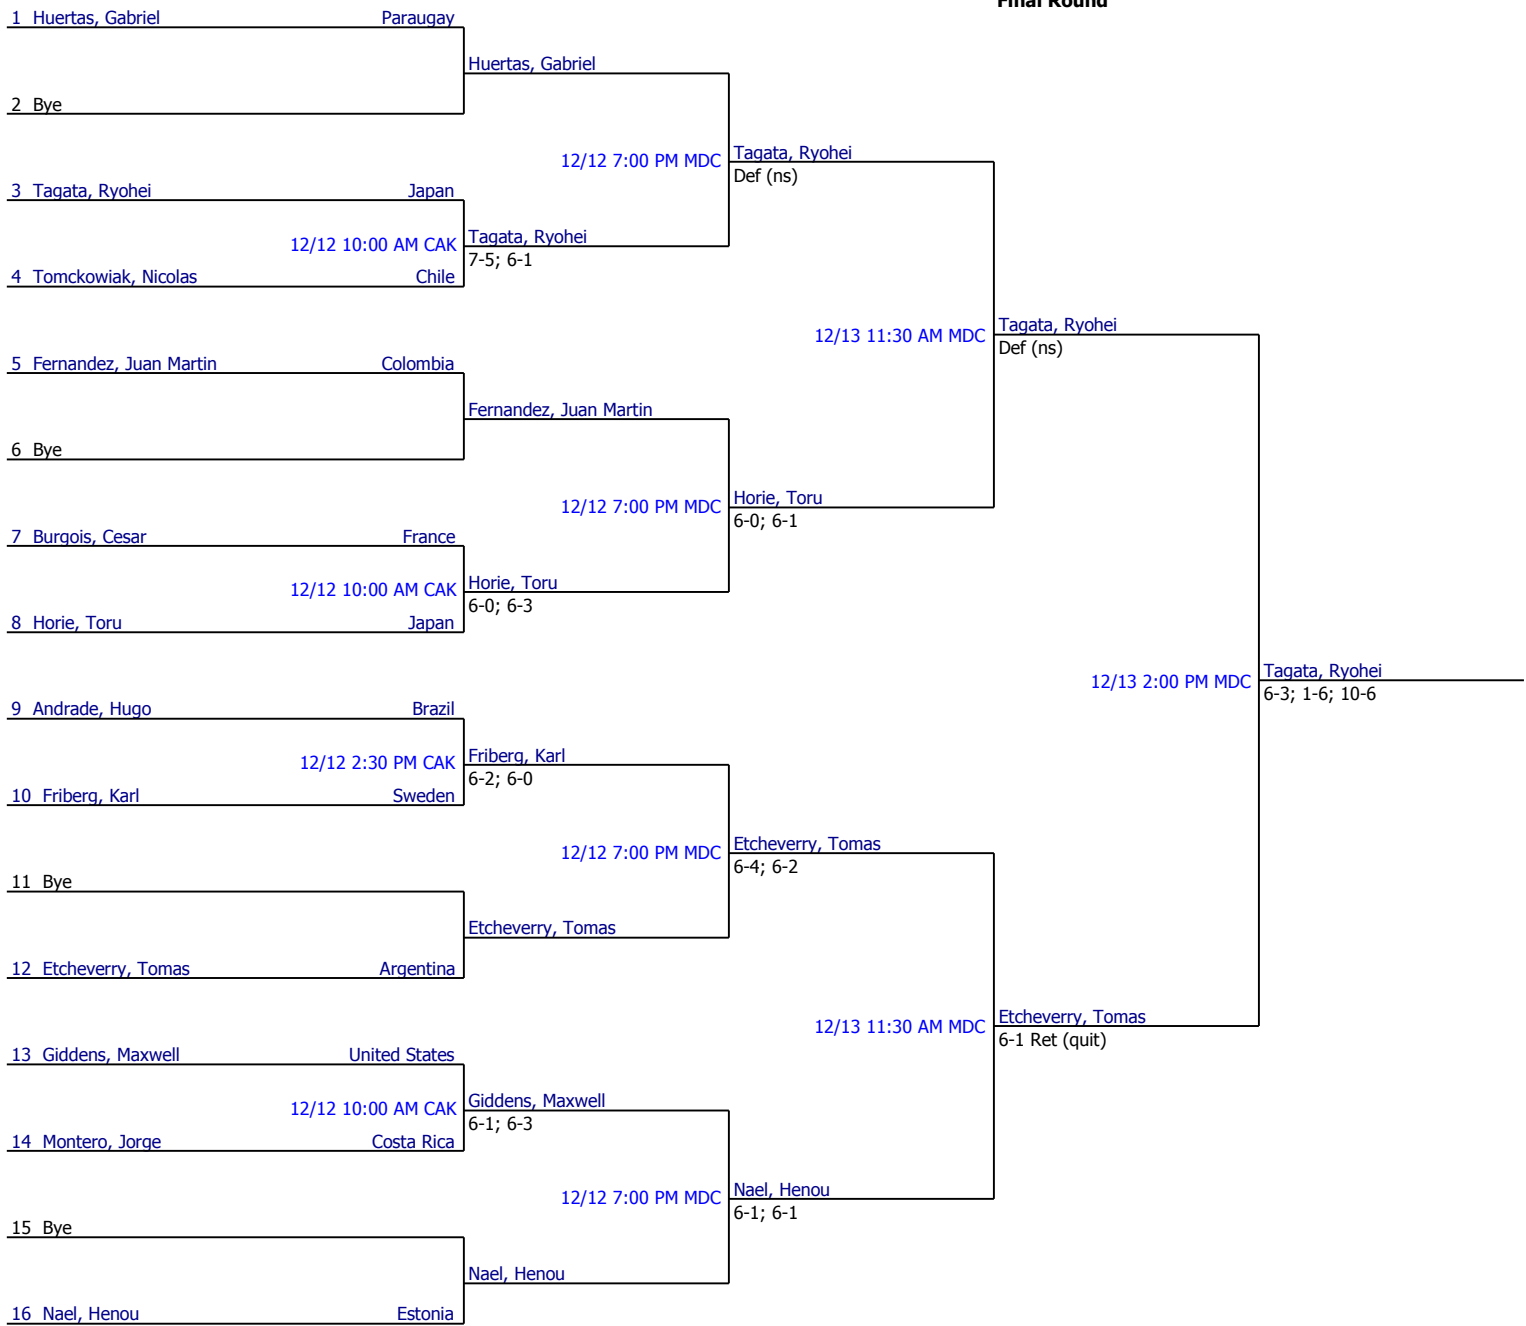 Final Round
1 Huertas, Gabriel Paraugay
Huertas, Gabriel
2 Bye
12/12 7:00 PM MDC Tagata, Ryohei
Def (ns)
3 Tagata, Ryohei Japan
12/12 10:00 AM CAK Tagata, Ryohei
7-5; 6-1
4 Tomckowiak, Nicolas Chile
12/13 11:30 AM MDC Tagata, Ryohei
Def (ns)
5 Fernandez, Juan Martin Colombia
Fernandez, Juan Martin
6 Bye
12/12 7:00 PM MDC Horie, Toru
6-0; 6-1
7 Burgois, Cesar France
12/12 10:00 AM CAK Horie, Toru
6-0; 6-3
8 Horie, Toru Japan
12/13 2:00 PM MDC Tagata, Ryohei
6-3; 1-6; 10-6
9 Andrade, Hugo Brazil
12/12 2:30 PM CAK Friberg, Karl
6-2; 6-0
10 Friberg, Karl Sweden
12/12 7:00 PM MDC Etcheverry, Tomas
6-4; 6-2
11 Bye
Etcheverry, Tomas
12 Etcheverry, Tomas Argentina
12/13 11:30 AM MDC Etcheverry, Tomas
6-1 Ret (quit)
13 Giddens, Maxwell United States
12/12 10:00 AM CAK Giddens, Maxwell
6-1; 6-3
14 Montero, Jorge Costa Rica
12/12 7:00 PM MDC Nael, Henou
6-1; 6-1
15 Bye
Nael, Henou
16 Nael, Henou Estonia